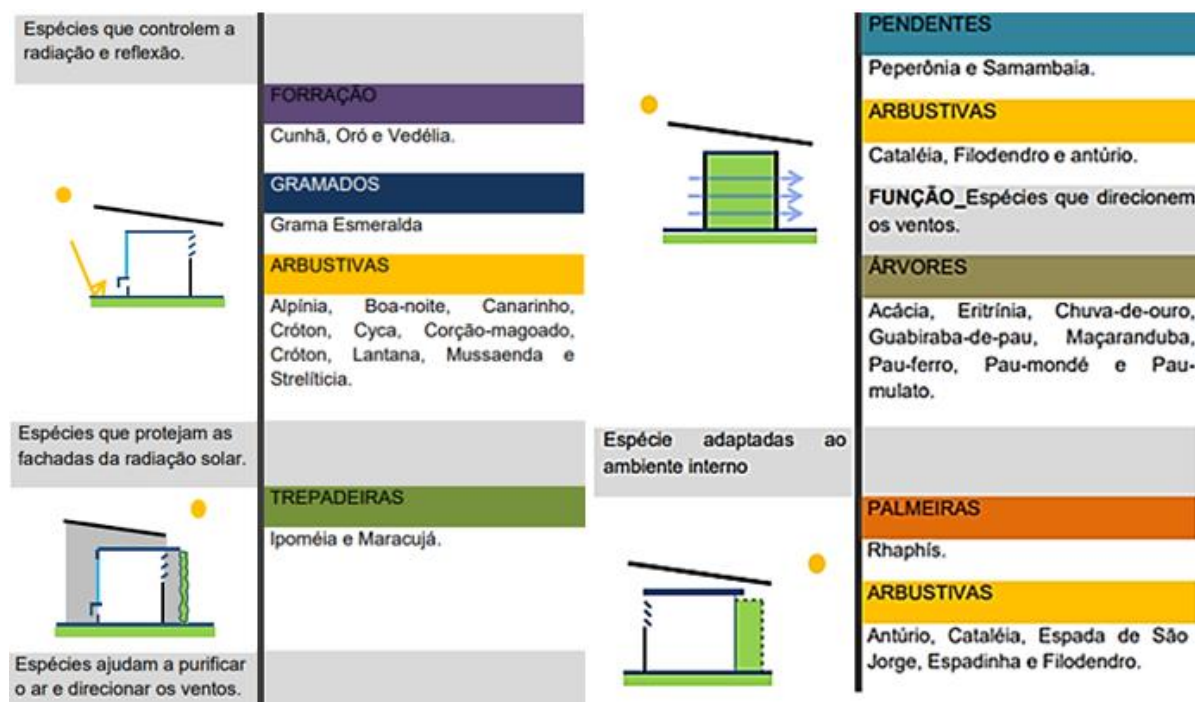 Espécies que controlem a
radiação e reflexão.
FORRAÇÃO
Cunhã, Oró e Vedélia.
GRAMADOS
Grama Esmeralda
ARBUSTIVAS
Alpínia, Boa-noite, Canarinho,
Cróton, Cyca, Corção-magoado,
Cróton, Lantana, Mussaenda e
Strelíticia.
Espécies que protejam as
fachadas da radiação solar.
TREPADEIRAS
Ipoméia e Maracujá.
Espécies ajudam a purificar
o ar e direcionar os ventos.
PENDENTES
Peperônia e Samambaia.
ARBUSTIVAS
Cataléia, Filodendro e antúrio.
FUNÇÃO_Espécies que direcionem
os ventos.
ÁRVORES
Acácia, Eritrínia, Chuva-de-ouro,
Guabiraba-de-pau, Maçaranduba,
Pau-ferro, Pau-mondé e Pau-
mulato.
Espécie adaptadas ao
ambiente interno
PALMEIRAS
Rhaphís.
ARBUSTIVAS
Antúrio, Cataléia, Espada de São
Jorge, Espadinha e Filodendro.